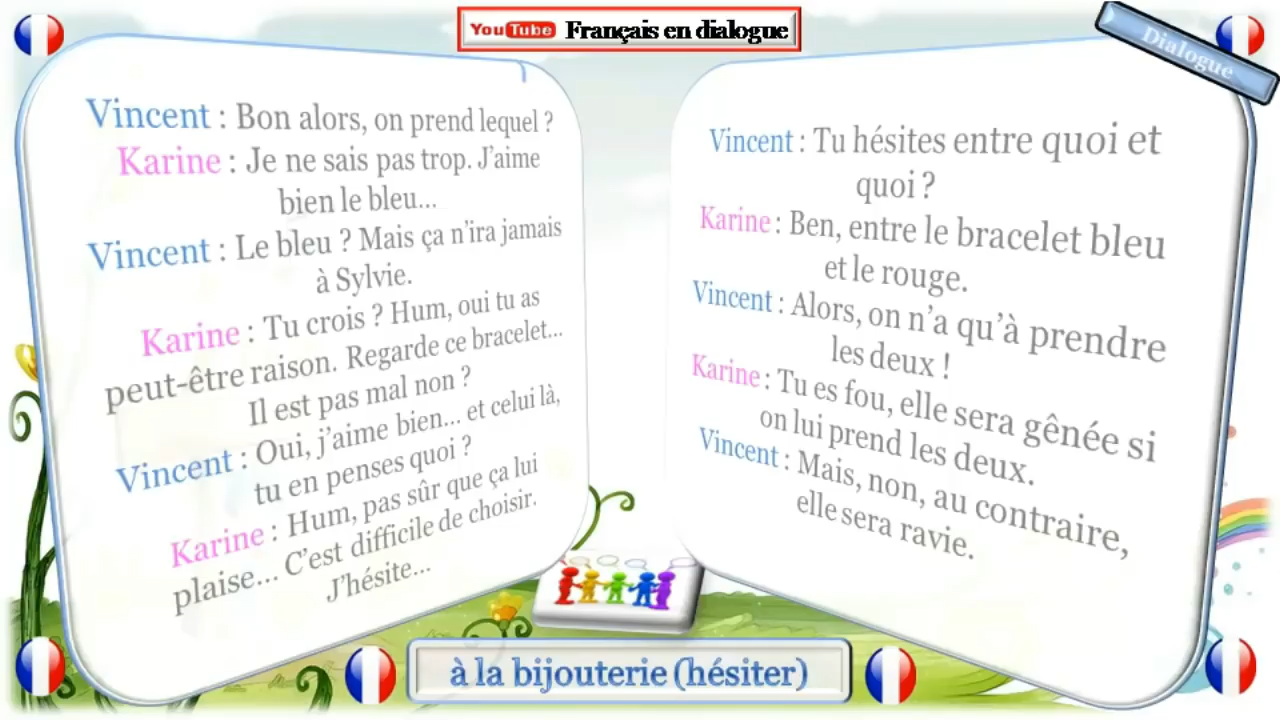 YouTube Français en dialogue
Dialogue
Vincent : Bon alors, on prend lequel ?
Karine : Je ne sais pas trop. J’aime
bien le bleu...
Vincent : Le bleu ? Mais ça n’ira jamais
à Sylvie.
Karine : Tu crois ? Hum, oui tu as
peut-être raison. Regarde ce bracelet...
Il est pas mal non ?
Vincent : Oui, j’aime bien... et celui là,
tu en penses quoi ?
Karine : Hum, pas sûr que ça lui
plaise... C’est difficile de choisir.
J’hésite...
Vincent : Tu hésites entre quoi et
quoi ?
Karine : Ben, entre le bracelet bleu
et le rouge.
Vincent : Alors, on n’a qu’à prendre
les deux !
Karine : Tu es fou, elle sera gênée si
on lui prend les deux.
Vincent : Mais, non, au contraire,
elle sera ravie.
à la bijouterie (hésiter)